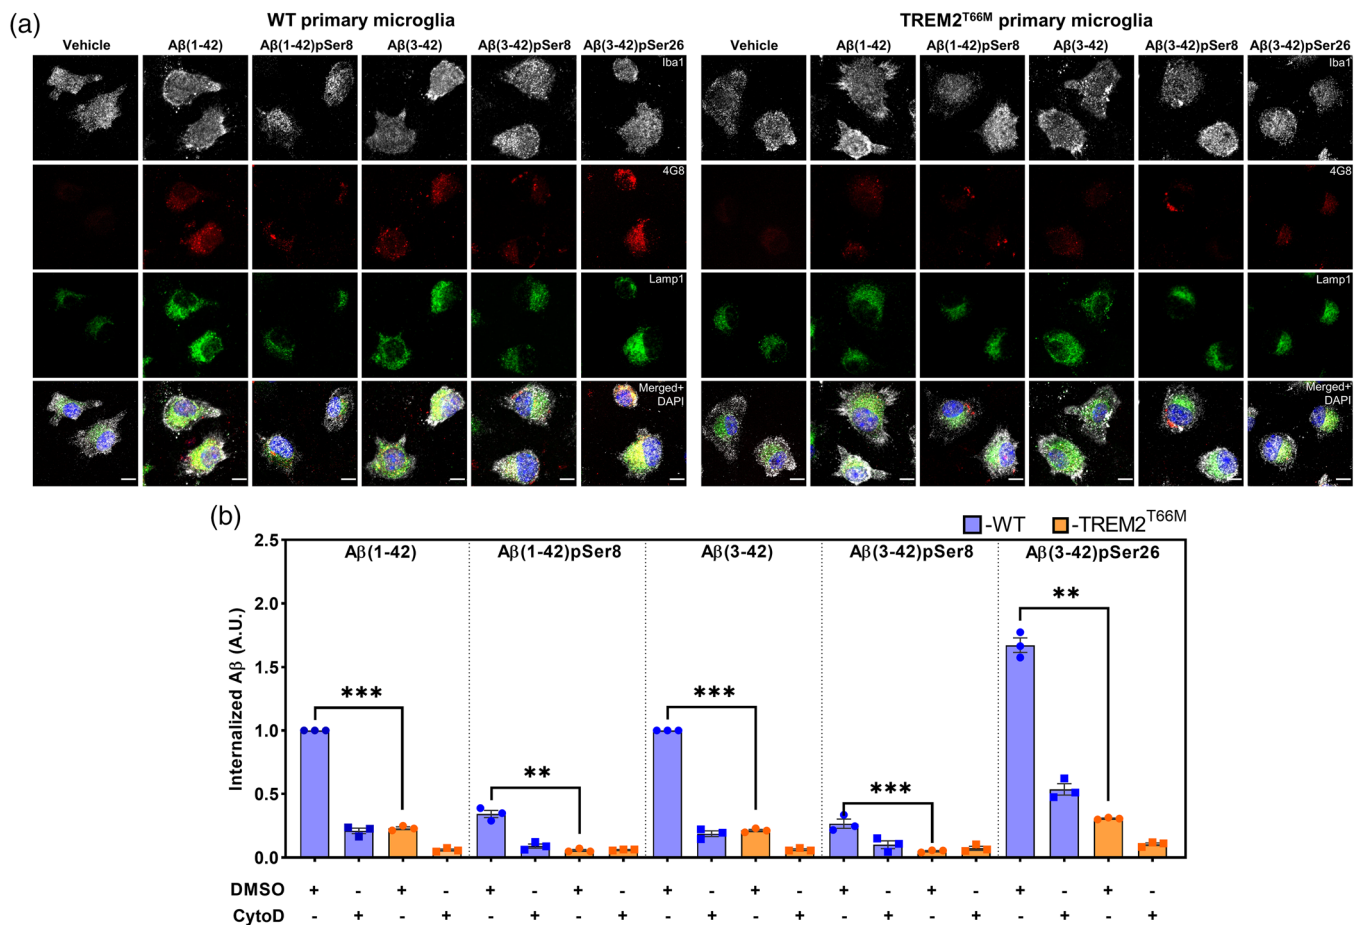 (a)
WT primary microglia
TREM2T66M primary microglia
Vehicle Aβ(1-42) Aβ(1-42)pSer8 Aβ(3-42) Aβ(3-42)pSer8 Aβ(3-42)pSer26
Vehicle Aβ(1-42) Aβ(1-42)pSer8 Aβ(3-42) Aβ(3-42)pSer8 Aβ(3-42)pSer26
Iba1
Iba1
4G8
4G8
Lamp1
Lamp1
Merged+
DAPI
Merged+
DAPI
(b)
-WT -TREM2T66M
Aβ(1-42) Aβ(1-42)pSer8 Aβ(3-42) Aβ(3-42)pSer8 Aβ(3-42)pSer26
Internalized Aβ (A.U.)
2.5
2.0
1.5
1.0
0.5
0.0
*** ** *** *** **
DMSO + - + - + - + - + - + - + - + - + - + -
CytoD - + - + - + - + - + - + - + - + - + - +